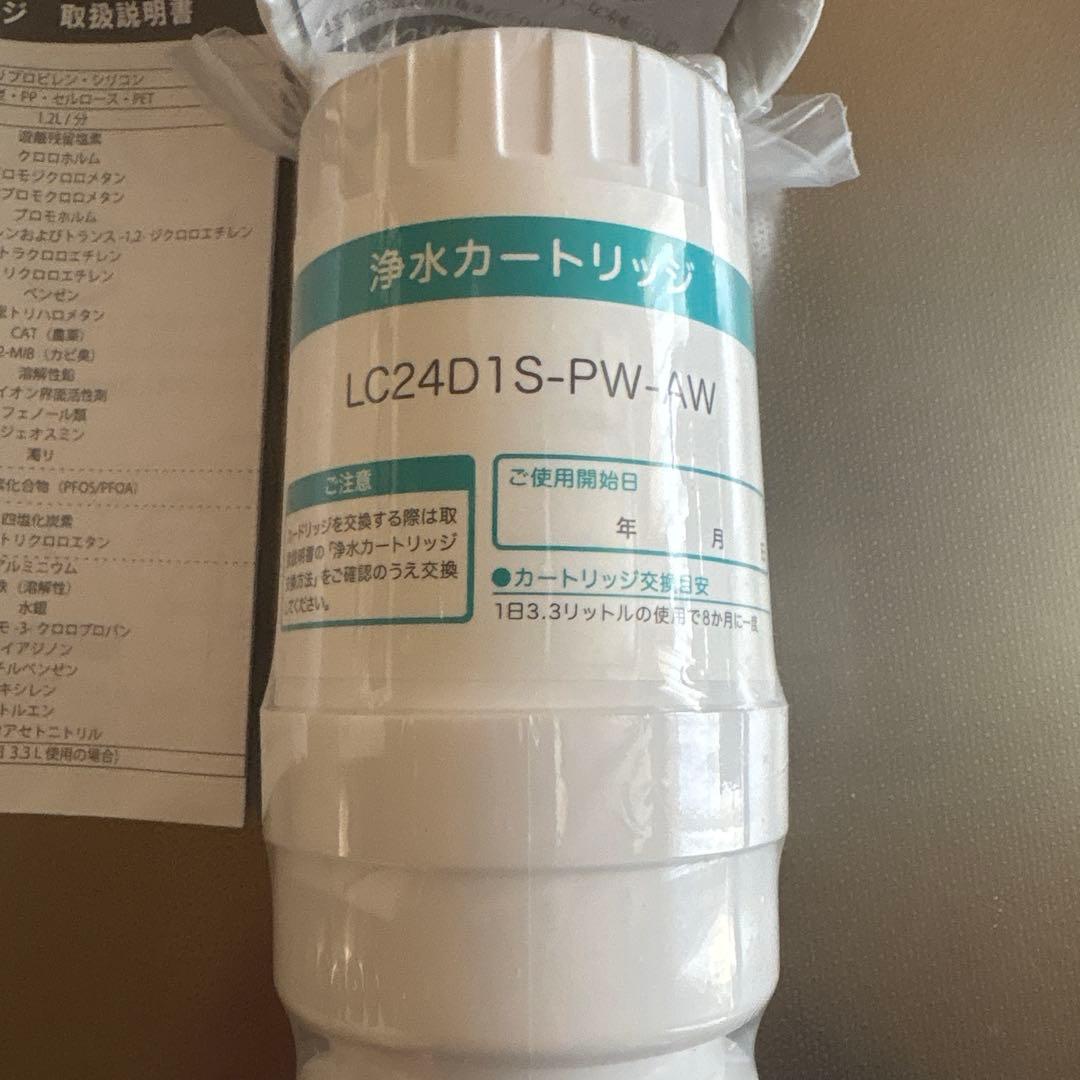 ジ 取扱説明書
プロピレン・シリコン
・PP・セルロース・PET
1.2L/分
遊離残留塩素
クロロホルム
ロモジクロロメタン
ブロモクロロメタン
ブロモホルム
レンおよびトランス-1,2-ジクロロエチレン
トラクロロエチレン
リクロロエチレン
ベンゼン
トリハロメタン
CAT（農薬）
2-MIB（カビ臭）
溶解性鉛
イオン界面活性剤
フェノール類
ジェオスミン
濁り
化合物（PFOS/PFOA）
四塩化炭素
トリクロロエタン
アルミニウム
鉄（溶解性）
水銀
モ-3-クロロプロパン
イアジノン
チルベンゼン
キシレン
トルエン
アセトニトリル
3.3L使用の場合）
浄水カートリッジ
LC24D1S-PW-AW
ご注意
カートリッジを交換する際は取
扱説明書の「浄水カートリッジ
交換方法」をご確認のうえ交換
してください。
ご使用開始日
年 月 日
●カートリッジ交換目安
1日3.3リットルの使用で8か月に一度